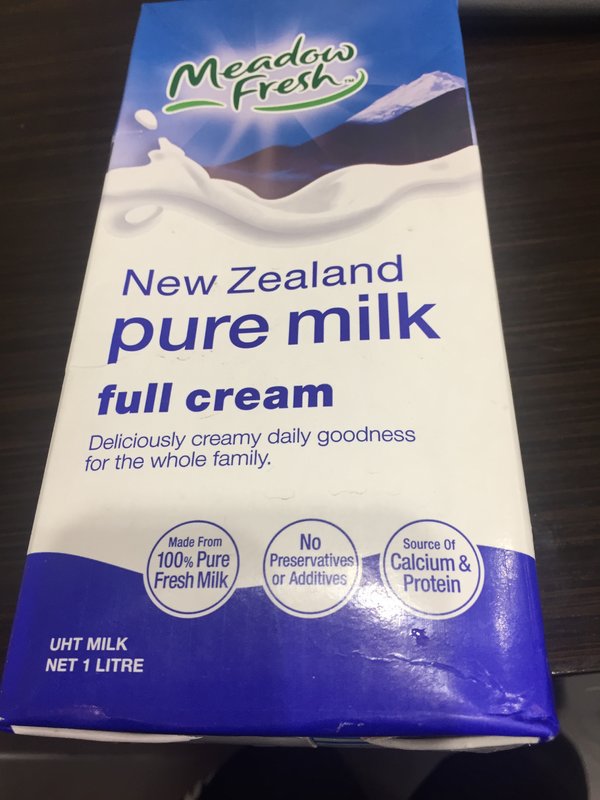 Meadow
Fresh™
New Zealand
pure milk
full cream
Deliciously creamy daily goodness
for the whole family.
Made From
100% Pure
Fresh Milk
No
Preservatives
or Additives
Source Of
Calcium &
Protein
UHT MILK
NET 1 LITRE